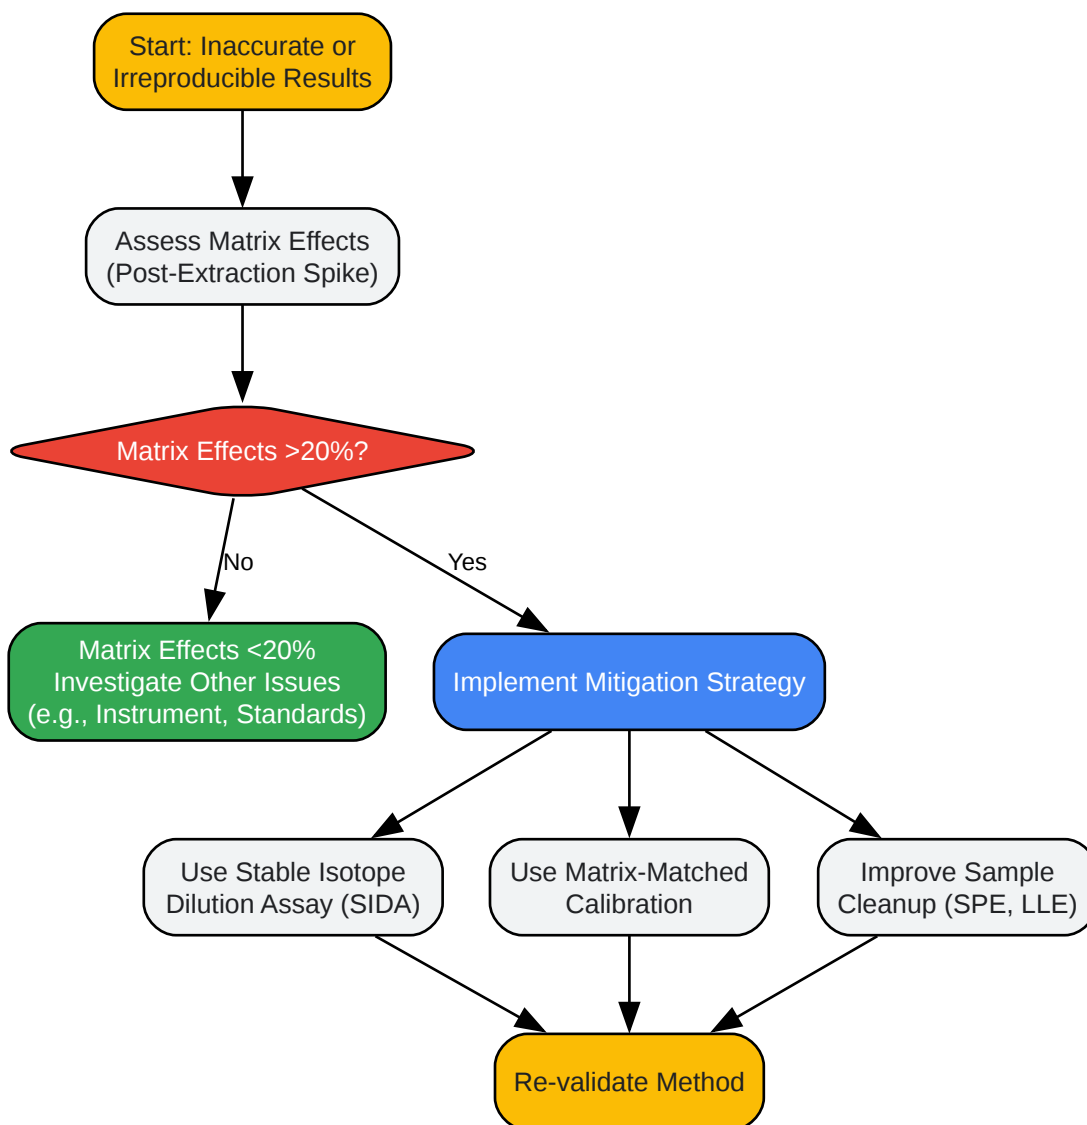 Start: Inaccurate or
Irreproducible Results
Assess Matrix Effects
(Post-Extraction Spike)
Matrix Effects >20%?
No
Yes
Matrix Effects <20%
Investigate Other Issues
(e.g., Instrument, Standards)
Implement Mitigation Strategy
Use Stable Isotope
Dilution Assay (SIDA)
Use Matrix-Matched
Calibration
Improve Sample
Cleanup (SPE, LLE)
Re-validate Method